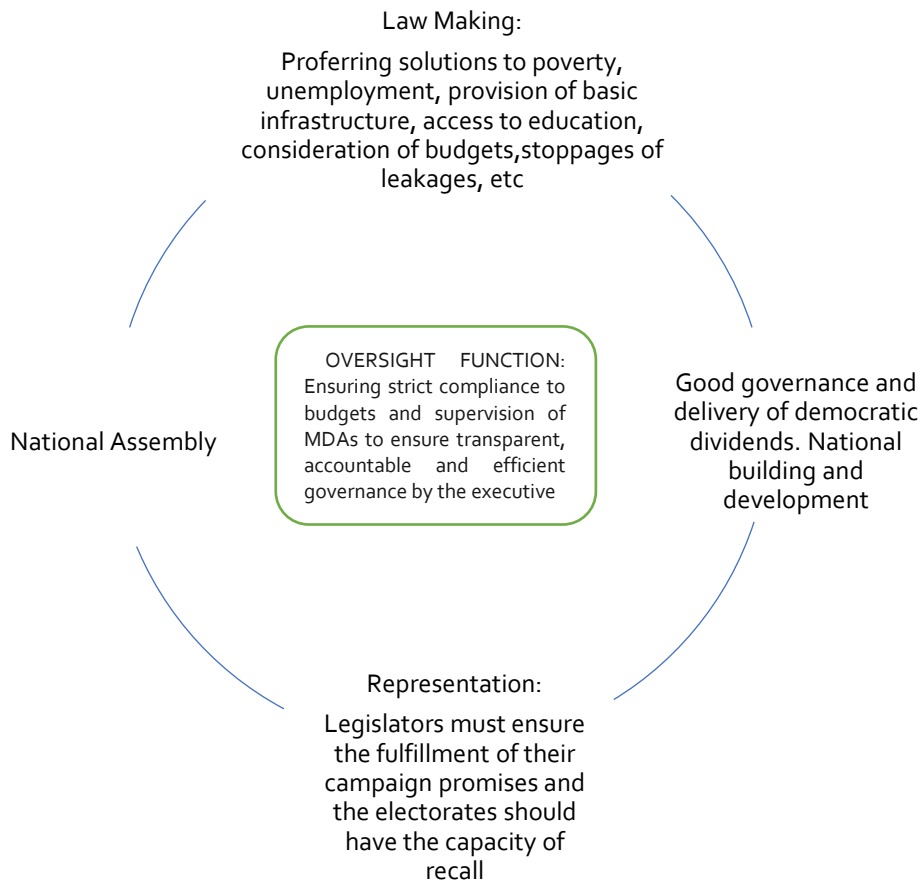 Law Making:
Proferring solutions to poverty,
unemployment, provision of basic
infrastructure, access to education,
consideration of budgets,stoppages of
leakages, etc
National Assembly
OVERSIGHT FUNCTION:
Ensuring strict compliance to
budgets and supervision of
MDAs to ensure transparent,
accountable and efficient
governance by the executive
Good governance and
delivery of democratic
dividends. National
building and
development
Representation:
Legislators must ensure
the fulfillment of their
campaign promises and
the electorates should
have the capacity of
recall